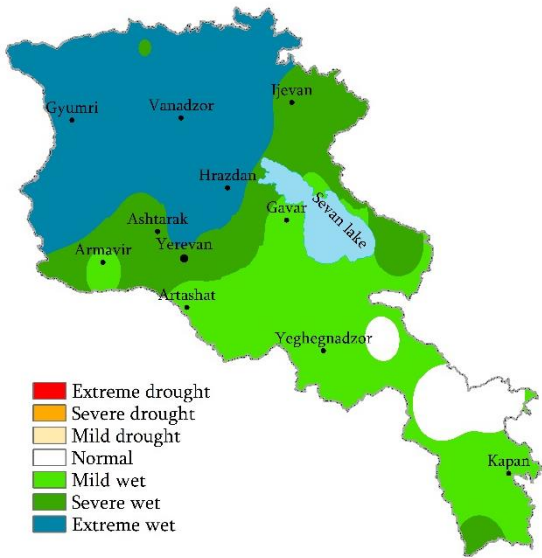 Ijevan
Gyumri
Vanadzor
Hrazdan
Sevan lake
Gavar
Ashtarak
Yerevan
Armavir
Artashat
Yeghegnadzor
Extreme drought
Severe drought
Mild drought
Normal
Mild wet
Kapan
Severe wet
Extreme wet